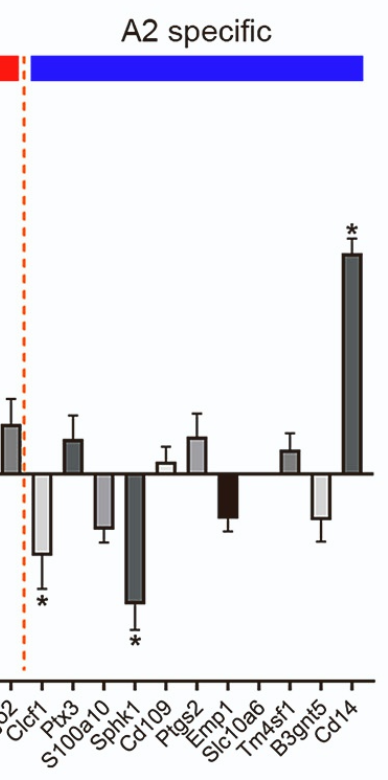 A2 specific
*
*
*
Clcf1
Ptx3
S100a10
Sphk1
Cd109
Ptgs2
Emp1
Slc10a6
Tm4sf1
B3gnt5
Cd14